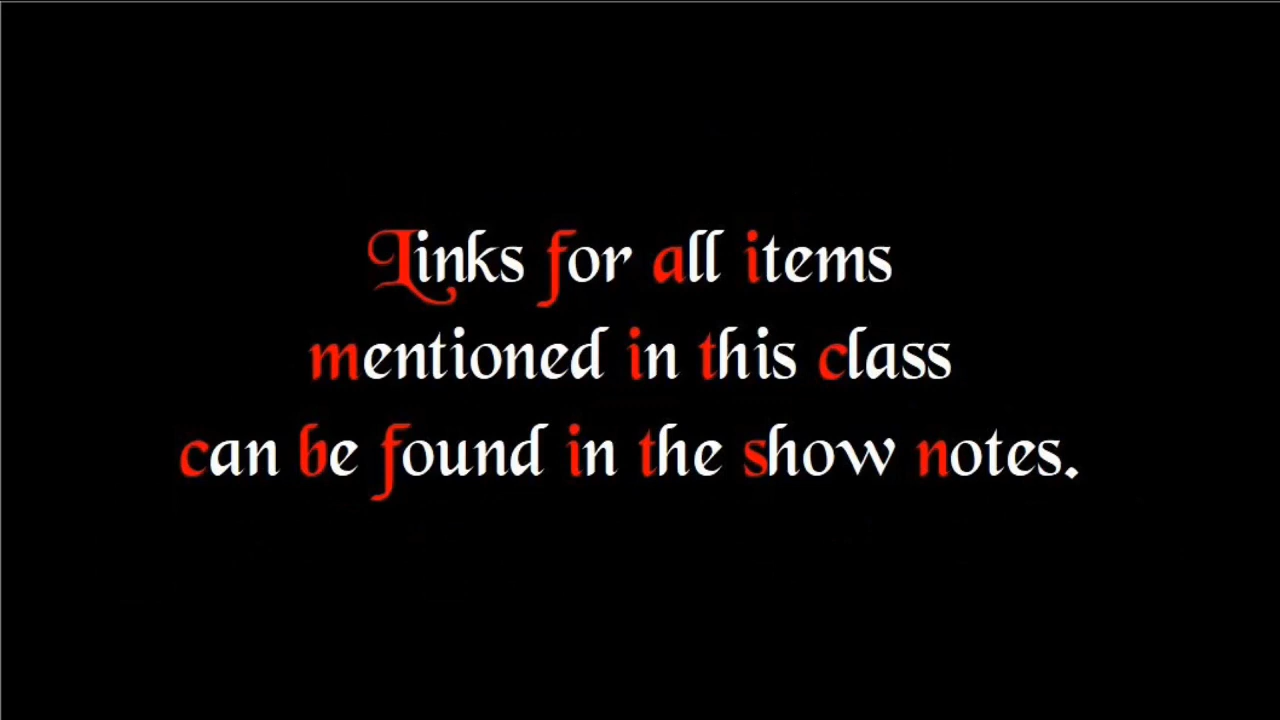 Links for all items
mentioned in this class
can be found in the show notes.